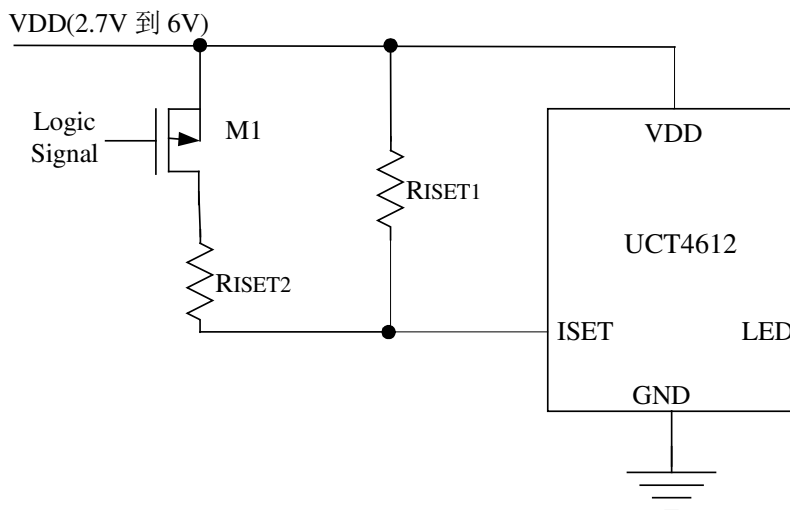 VDD(2.7V 到 6V)
Logic
Signal
M1
RISET1
RISET2
VDD
UCT4612
ISET
LED
GND